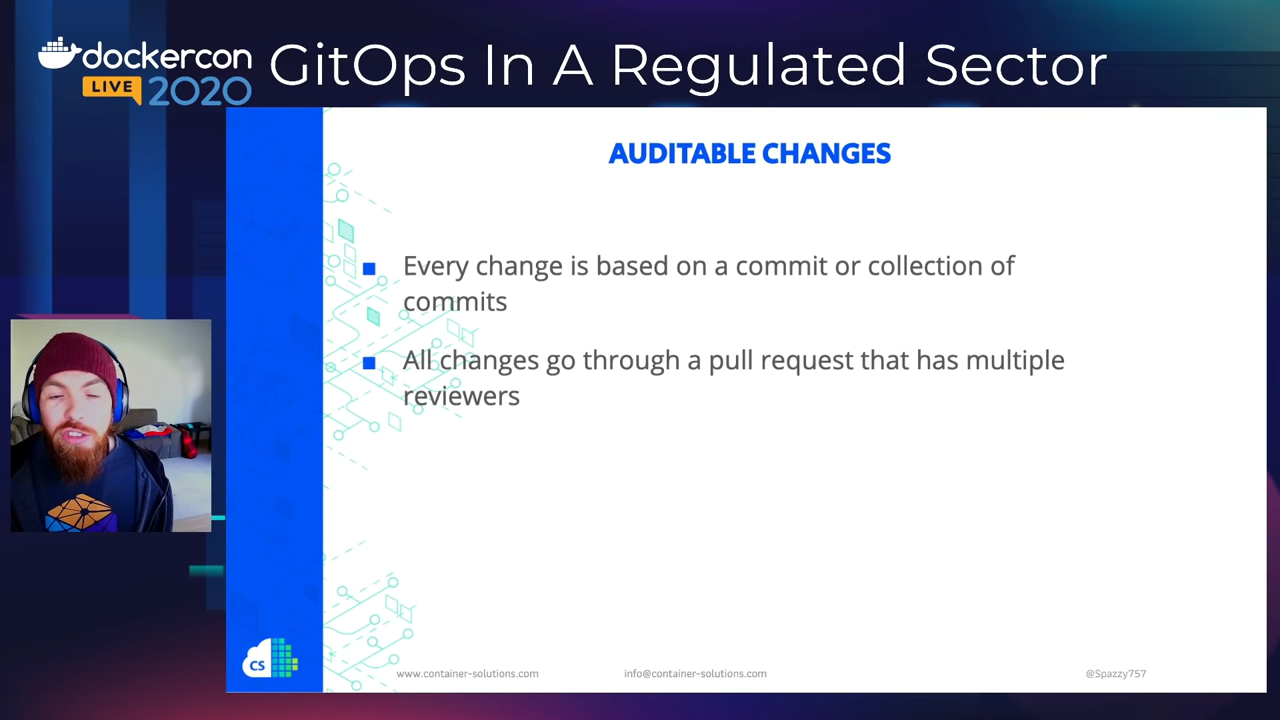 dockercon
LIVE 2020
GitOps In A Regulated Sector
AUDITABLE CHANGES
Every change is based on a commit or collection of
commits
All changes go through a pull request that has multiple
reviewers
CS
www.container-solutions.com
info@container-solutions.com
@Spazzy757